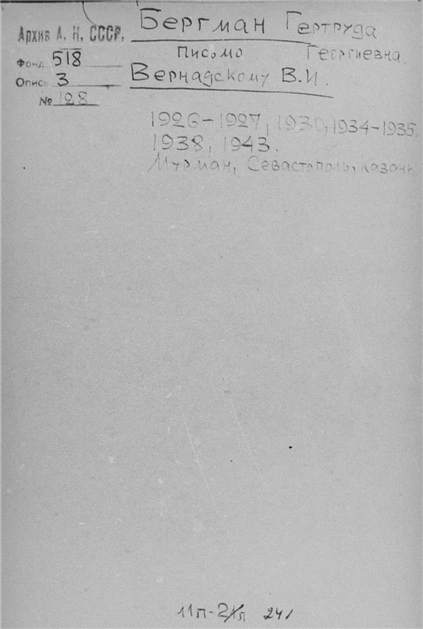 Архив А. Н. СССР.
Фонд 518
Опись 3
№ 128
Бергман Гертруда
Письмо Георгиевна
Вернадскому В.И.
1926-1927, 1930, 1934-1935,
1938, 1943.
Мурман, Севастополь, Казань
241